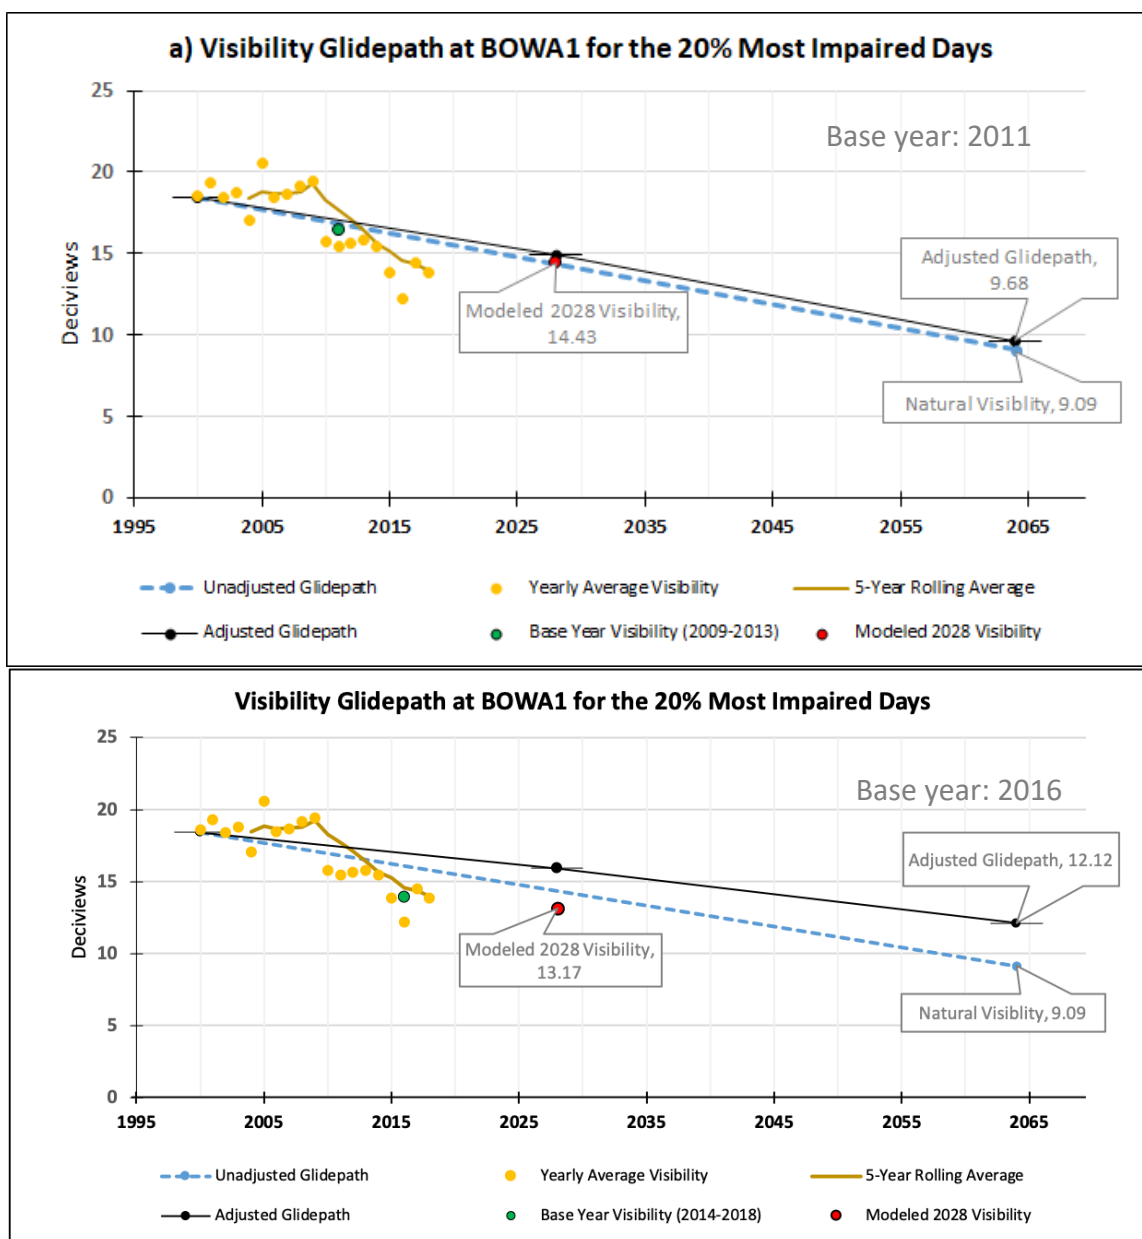 a) Visibility Glidepath at BOWA1 for the 20% Most Impaired Days
25
Base year: 2011
20
15
10
5
0
Deciviews
Adjusted Glidepath,
9.68
Modeled 2028 Visibility,
14.43
Natural Visiblity, 9.09
1995 2005 2015 2025 2035 2045 2055 2065
Unadjusted Glidepath Yearly Average Visibility 5-Year Rolling Average
Adjusted Glidepath Base Year Visibility (2009-2013) Modeled 2028 Visibility
Visibility Glidepath at BOWA1 for the 20% Most Impaired Days
25
Base year: 2016
20
15
10
5
0
Deciviews
Adjusted Glidepath, 12.12
Modeled 2028 Visibility,
13.17
Natural Visiblity, 9.09
1995 2005 2015 2025 2035 2045 2055 2065
Unadjusted Glidepath Yearly Average Visibility 5-Year Rolling Average
Adjusted Glidepath Base Year Visibility (2014-2018) Modeled 2028 Visibility